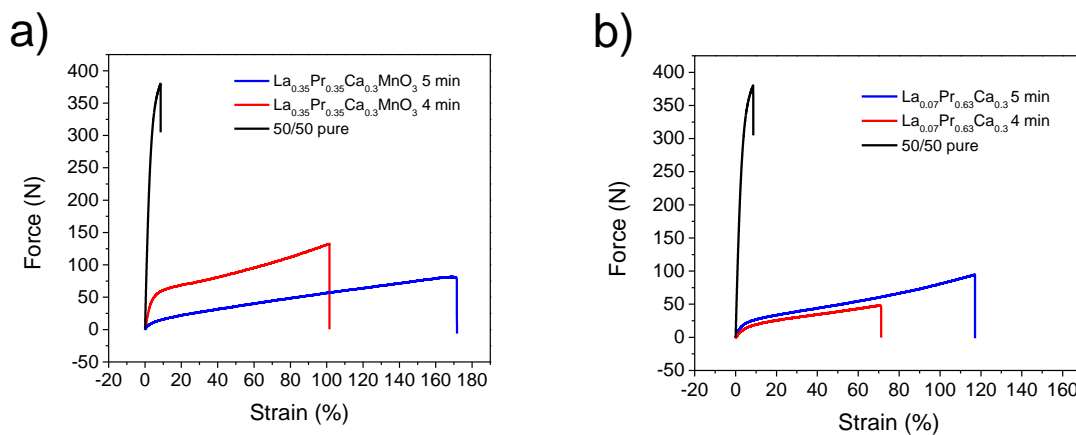 a)
400
350
300
250
200
150
100
50
0
-50
Force (N)
La0.35Pr0.35Ca0.3MnO3 5 min
La0.35Pr0.35Ca0.3MnO3 4 min
50/50 pure
-20 0 20 40 60 80 100 120 140 160 180
Strain (%)
b)
400
350
300
250
200
150
100
50
0
-50
Force (N)
La0.07Pr0.63Ca0.3 5 min
La0.07Pr0.63Ca0.3 4 min
50/50 pure
-20 0 20 40 60 80 100 120 140 160
Strain (%)